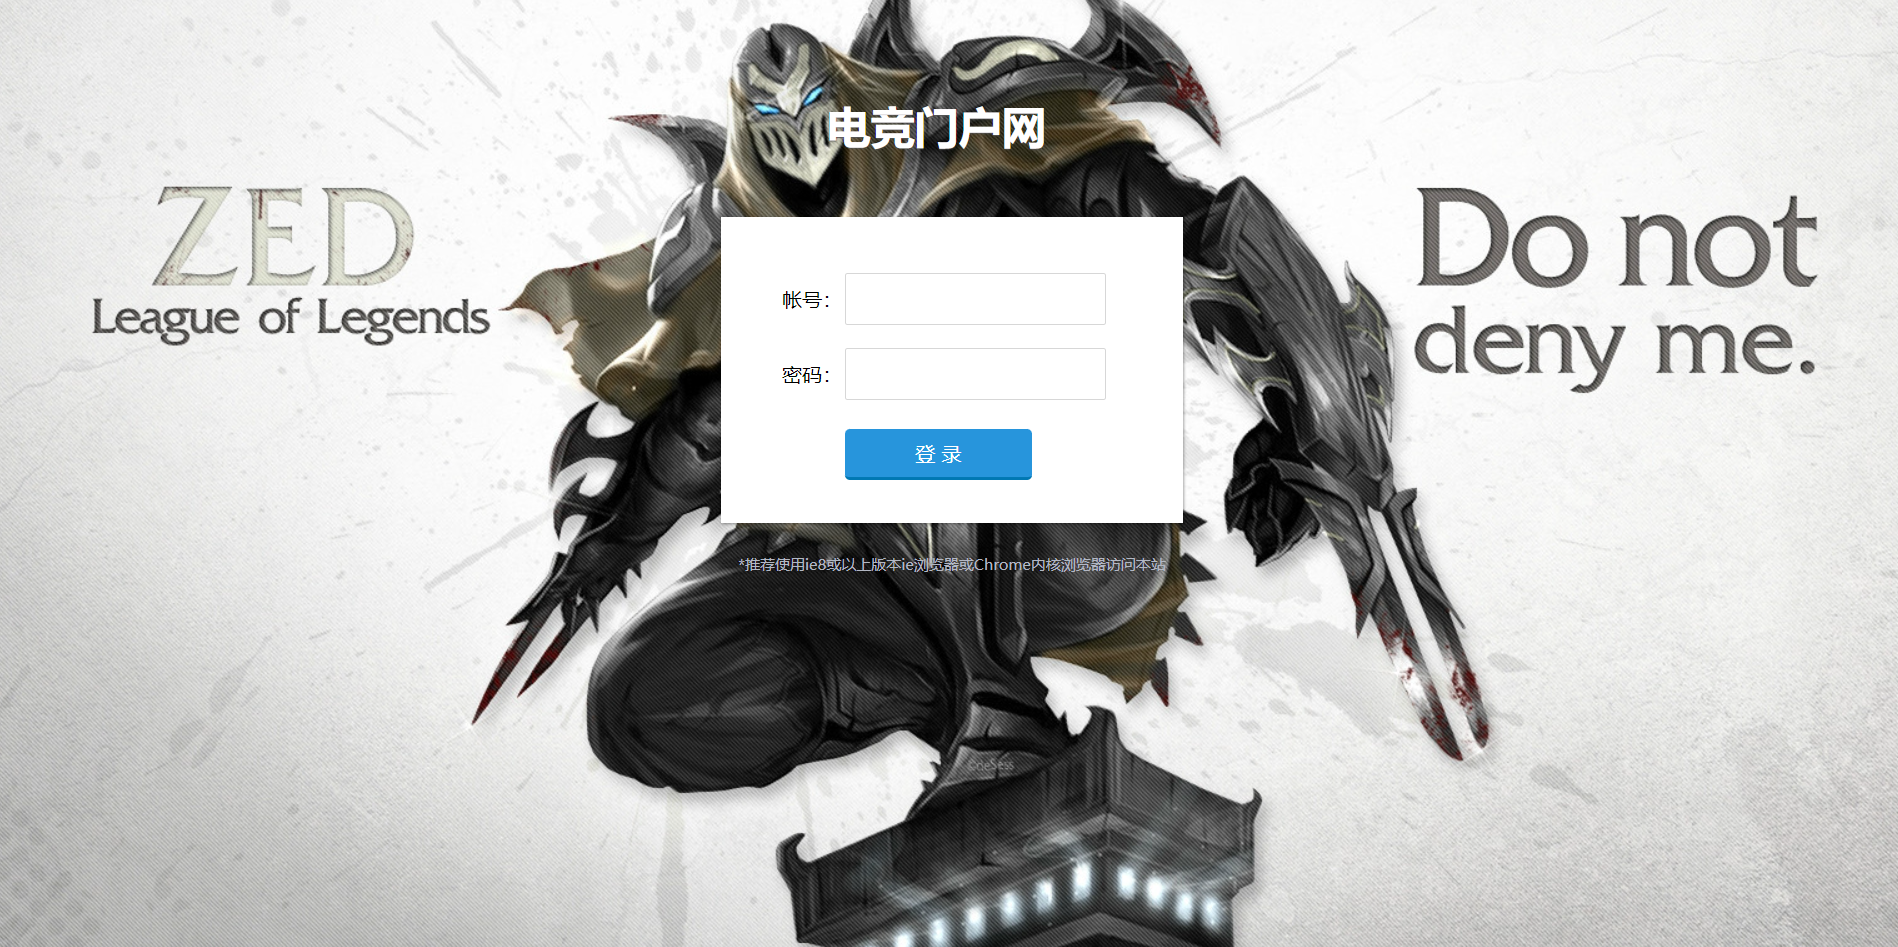 电竞门户网
ZED
League of Legends
Do not
deny me.
帐号：
密码：
登 录
*推荐使用ie8或以上版本ie浏览器或Chrome内核浏览器访问本站